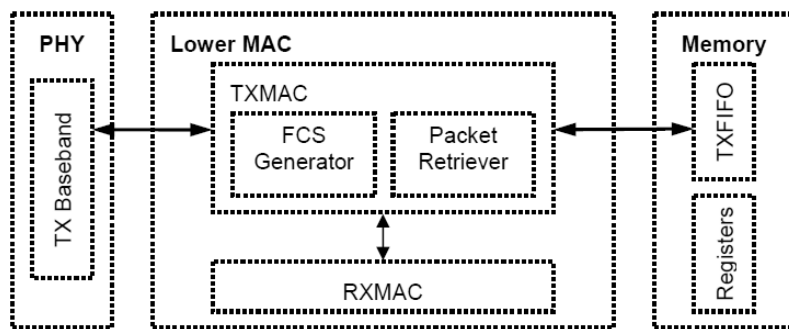 PHY
TX Baseband
Lower MAC
TXMAC
FCS
Generator
Packet
Retriever
RXMAC
Memory
TXFIFO
Registers